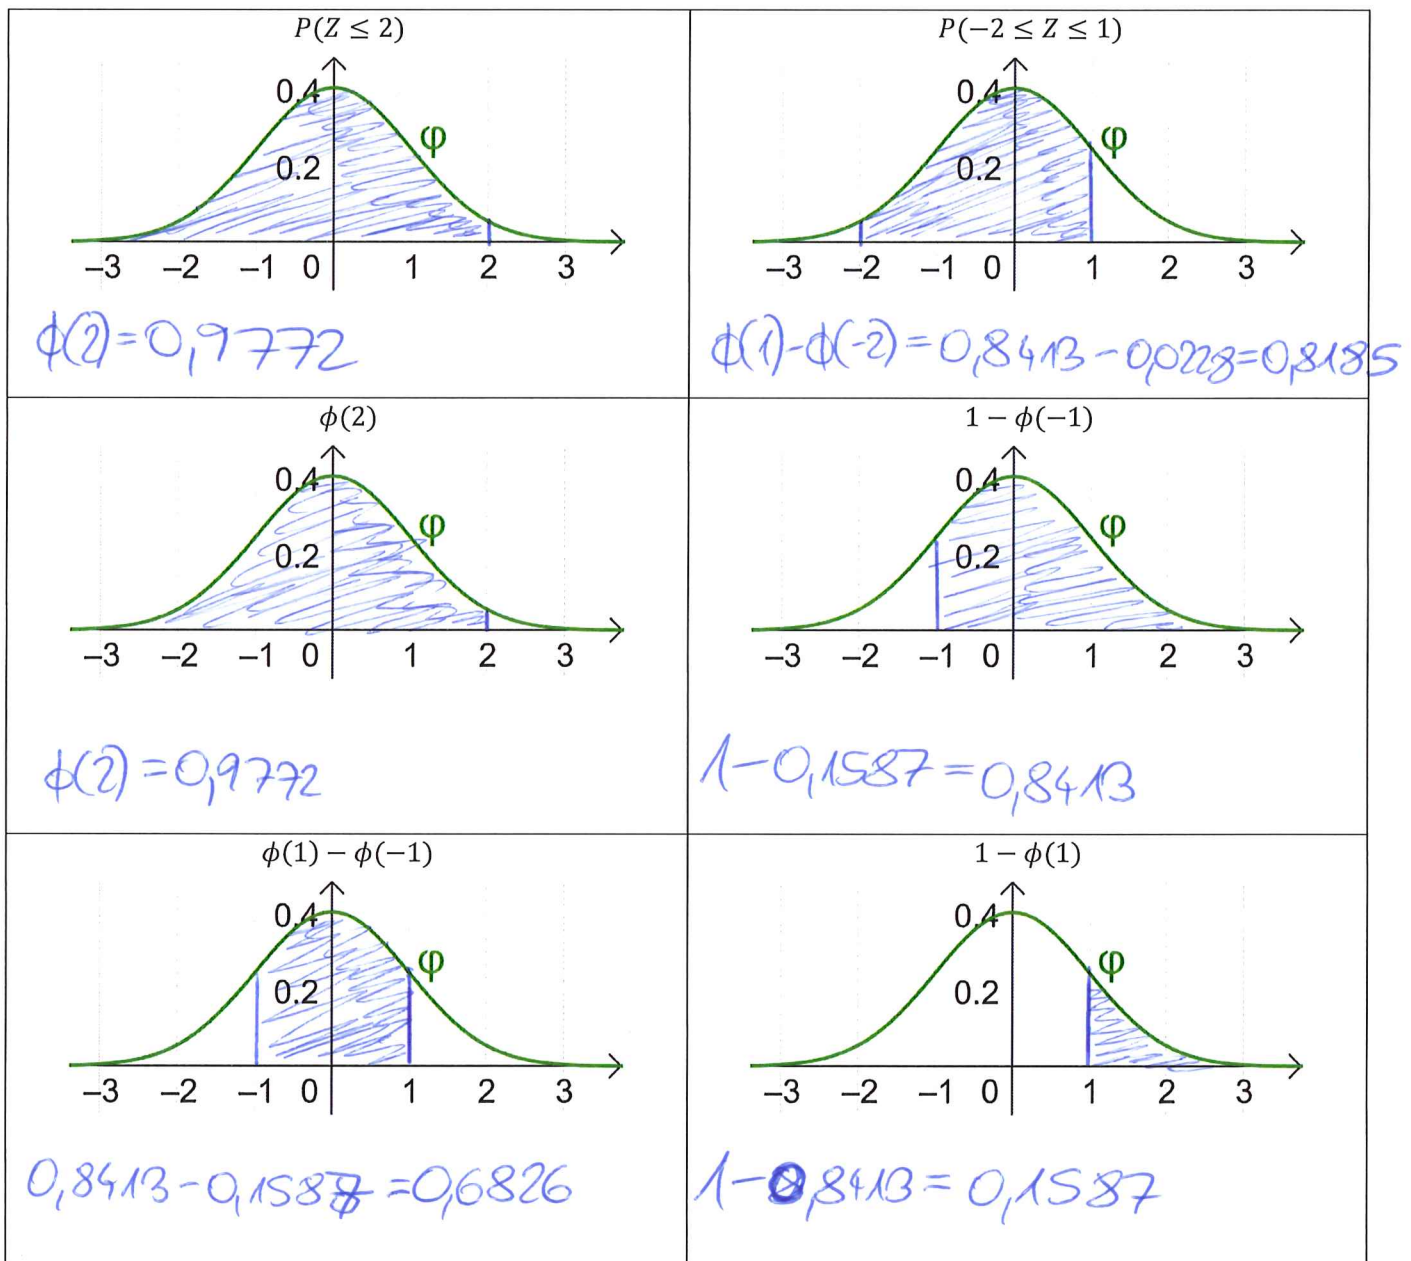 P(Z ≤ 2)
0.4
φ
0.2
–3 –2 –1 0 1 2 3
ϕ(2)=0,9772
P(−2 ≤ Z ≤ 1)
0.4
φ
0.2
–3 –2 –1 0 1 2 3
ϕ(1)-ϕ(-2)=0,8413-0,0228=0,8185
ϕ(2)
0.4
φ
0.2
–3 –2 –1 0 1 2 3
ϕ(2)=0,9772
1 − ϕ(−1)
0.4
φ
0.2
–3 –2 –1 0 1 2 3
1-0,1587=0,8413
ϕ(1) − ϕ(−1)
0.4
φ
0.2
–3 –2 –1 0 1 2 3
0,8413-0,1587=0,6826
1 − ϕ(1)
0.4
φ
0.2
–3 –2 –1 0 1 2 3
1-0,8413=0,1587